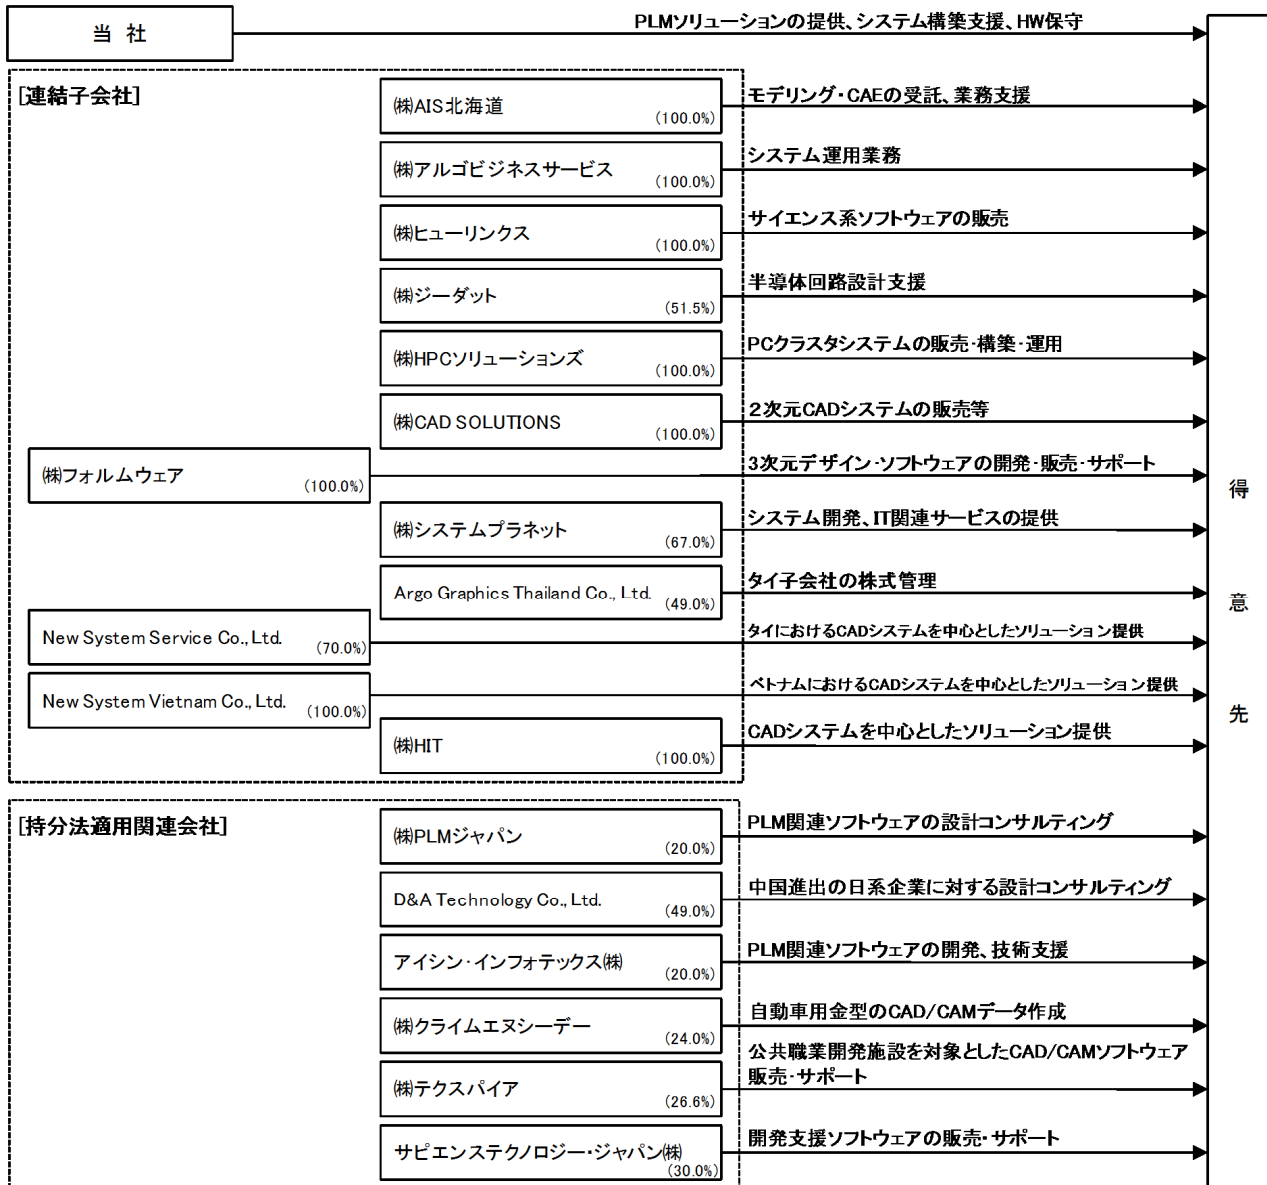 当 社
PLMソリューションの提供、システム構築支援、HW保守
[連結子会社]
㈱AIS北海道
(100.0%)
モデリング・CAEの受託、業務支援
㈱アルゴビジネスサービス
(100.0%)
システム運用業務
㈱ヒューリンクス
(100.0%)
サイエンス系ソフトウェアの販売
㈱ジーダット
(51.5%)
半導体回路設計支援
㈱HPCソリューションズ
(100.0%)
PCクラスタシステムの販売・構築・運用
㈱CAD SOLUTIONS
(100.0%)
2次元CADシステムの販売等
㈱フォルムウェア
(100.0%)
3次元デザイン・ソフトウェアの開発・販売・サポート
㈱システムプラネット
(67.0%)
システム開発、IT関連サービスの提供
Argo Graphics Thailand Co., Ltd.
(49.0%)
タイ子会社の株式管理
New System Service Co., Ltd.
(70.0%)
タイにおけるCADシステムを中心としたソリューション提供
New System Vietnam Co., Ltd.
(100.0%)
ベトナムにおけるCADシステムを中心としたソリューション提供
㈱HIT
(100.0%)
CADシステムを中心としたソリューション提供
[持分法適用関連会社]
㈱PLMジャパン
(20.0%)
PLM関連ソフトウェアの設計コンサルティング
D&A Technology Co., Ltd.
(49.0%)
中国進出の日系企業に対する設計コンサルティング
アイシン・インフォテックス㈱
(20.0%)
PLM関連ソフトウェアの開発、技術支援
㈱クライムエヌシーデー
(24.0%)
自動車用金型のCAD/CAMデータ作成
㈱テクスパイア
(26.6%)
公共職業開発施設を対象としたCAD/CAMソフトウェア
販売・サポート
サピエンステクノロジー・ジャパン㈱
(30.0%)
開発支援ソフトウェアの販売・サポート
得
意
先